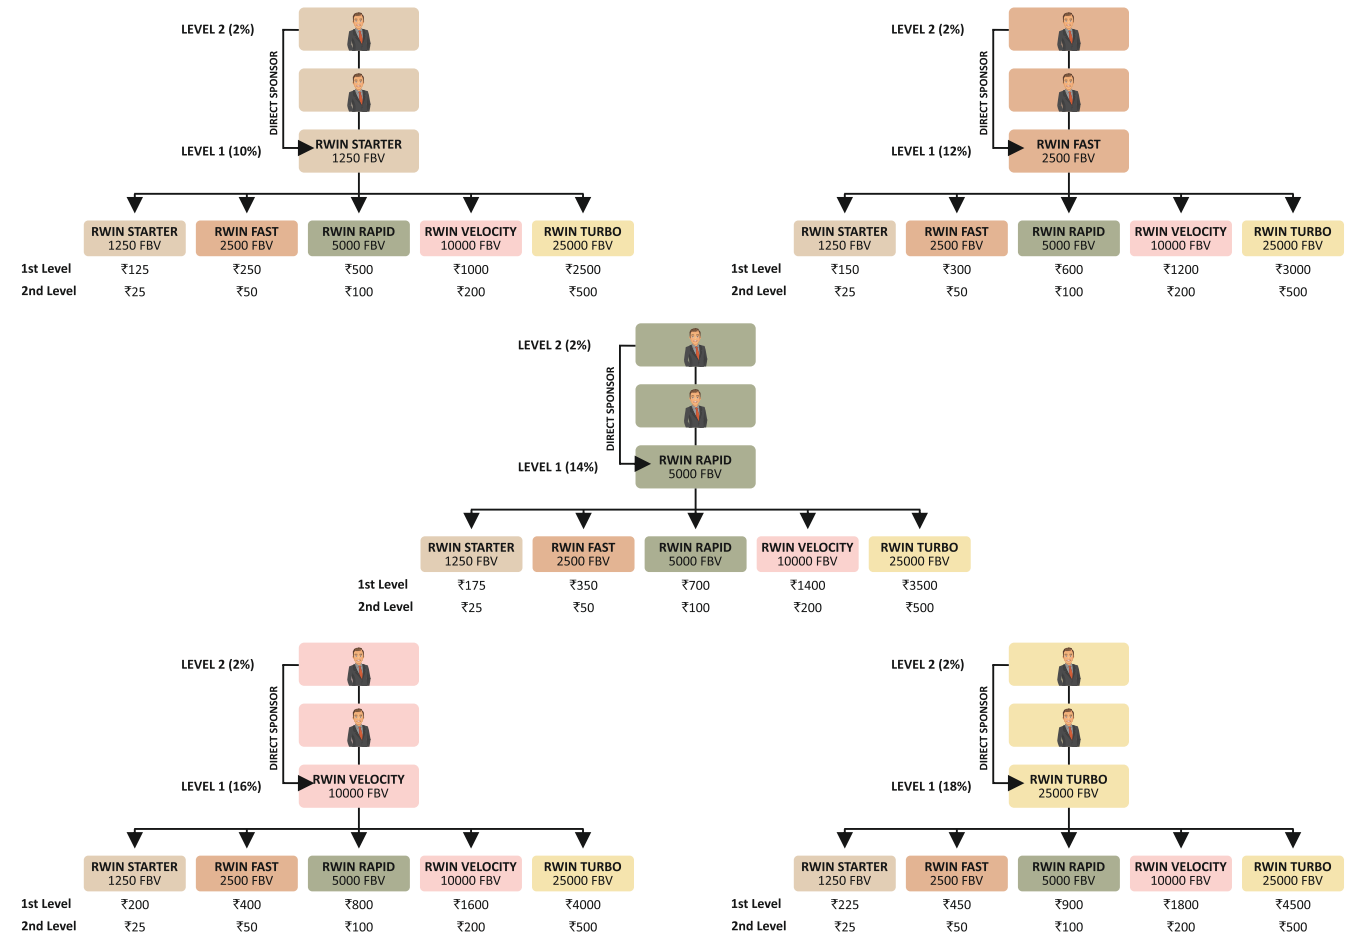 LEVEL 2 (2%)
DIRECT SPONSOR
LEVEL 1 (10%)
RWIN STARTER
1250 FBV
RWIN STARTER RWIN FAST RWIN RAPID RWIN VELOCITY RWIN TURBO
1250 FBV 2500 FBV 5000 FBV 10000 FBV 25000 FBV
1st Level ₹125 ₹250 ₹500 ₹1000 ₹2500
2nd Level ₹25 ₹50 ₹100 ₹200 ₹500
LEVEL 2 (2%)
DIRECT SPONSOR
LEVEL 1 (12%)
RWIN FAST
2500 FBV
RWIN STARTER RWIN FAST RWIN RAPID RWIN VELOCITY RWIN TURBO
1250 FBV 2500 FBV 5000 FBV 10000 FBV 25000 FBV
1st Level ₹150 ₹300 ₹600 ₹1200 ₹3000
2nd Level ₹25 ₹50 ₹100 ₹200 ₹500
LEVEL 2 (2%)
DIRECT SPONSOR
LEVEL 1 (14%)
RWIN RAPID
5000 FBV
RWIN STARTER RWIN FAST RWIN RAPID RWIN VELOCITY RWIN TURBO
1250 FBV 2500 FBV 5000 FBV 10000 FBV 25000 FBV
1st Level ₹175 ₹350 ₹700 ₹1400 ₹3500
2nd Level ₹25 ₹50 ₹100 ₹200 ₹500
LEVEL 2 (2%)
DIRECT SPONSOR
LEVEL 1 (16%)
RWIN VELOCITY
10000 FBV
RWIN STARTER RWIN FAST RWIN RAPID RWIN VELOCITY RWIN TURBO
1250 FBV 2500 FBV 5000 FBV 10000 FBV 25000 FBV
1st Level ₹200 ₹400 ₹800 ₹1600 ₹4000
2nd Level ₹25 ₹50 ₹100 ₹200 ₹500
LEVEL 2 (2%)
DIRECT SPONSOR
LEVEL 1 (18%)
RWIN TURBO
25000 FBV
RWIN STARTER RWIN FAST RWIN RAPID RWIN VELOCITY RWIN TURBO
1250 FBV 2500 FBV 5000 FBV 10000 FBV 25000 FBV
1st Level ₹225 ₹450 ₹900 ₹1800 ₹4500
2nd Level ₹25 ₹50 ₹100 ₹200 ₹500